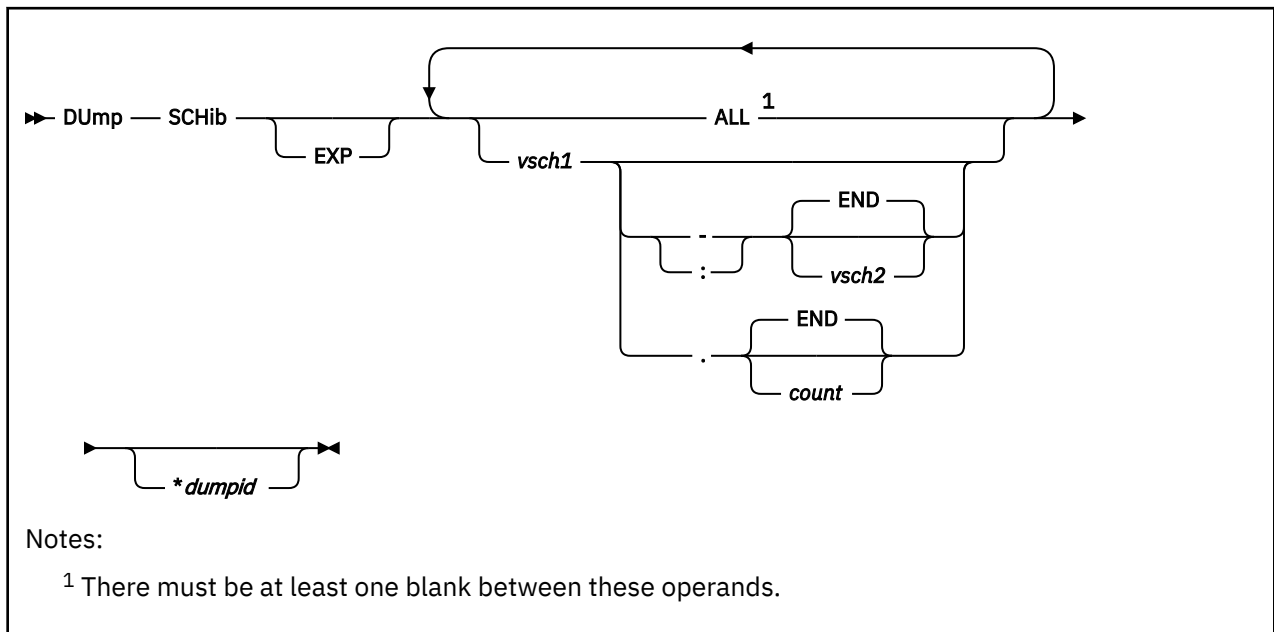 DUmp SCHib EXP ALL 1
vsch1
END
-
:
vsch2
END
.
count
* dumpid
Notes:
1 There must be at least one blank between these operands.